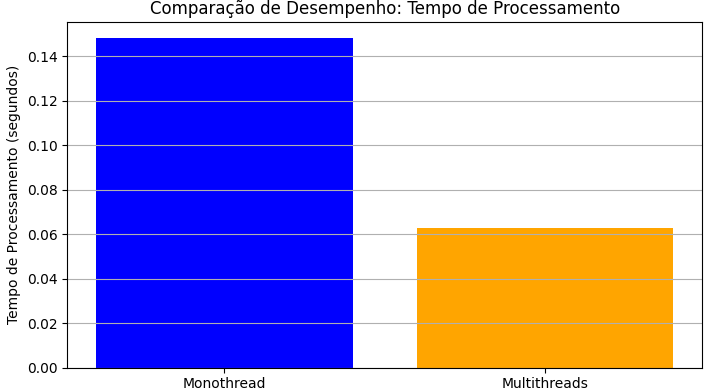 Comparação de Desempenho: Tempo de Processamento
Tempo de Processamento (segundos)
0.14
0.12
0.10
0.08
0.06
0.04
0.02
0.00
Monothread
Multithreads